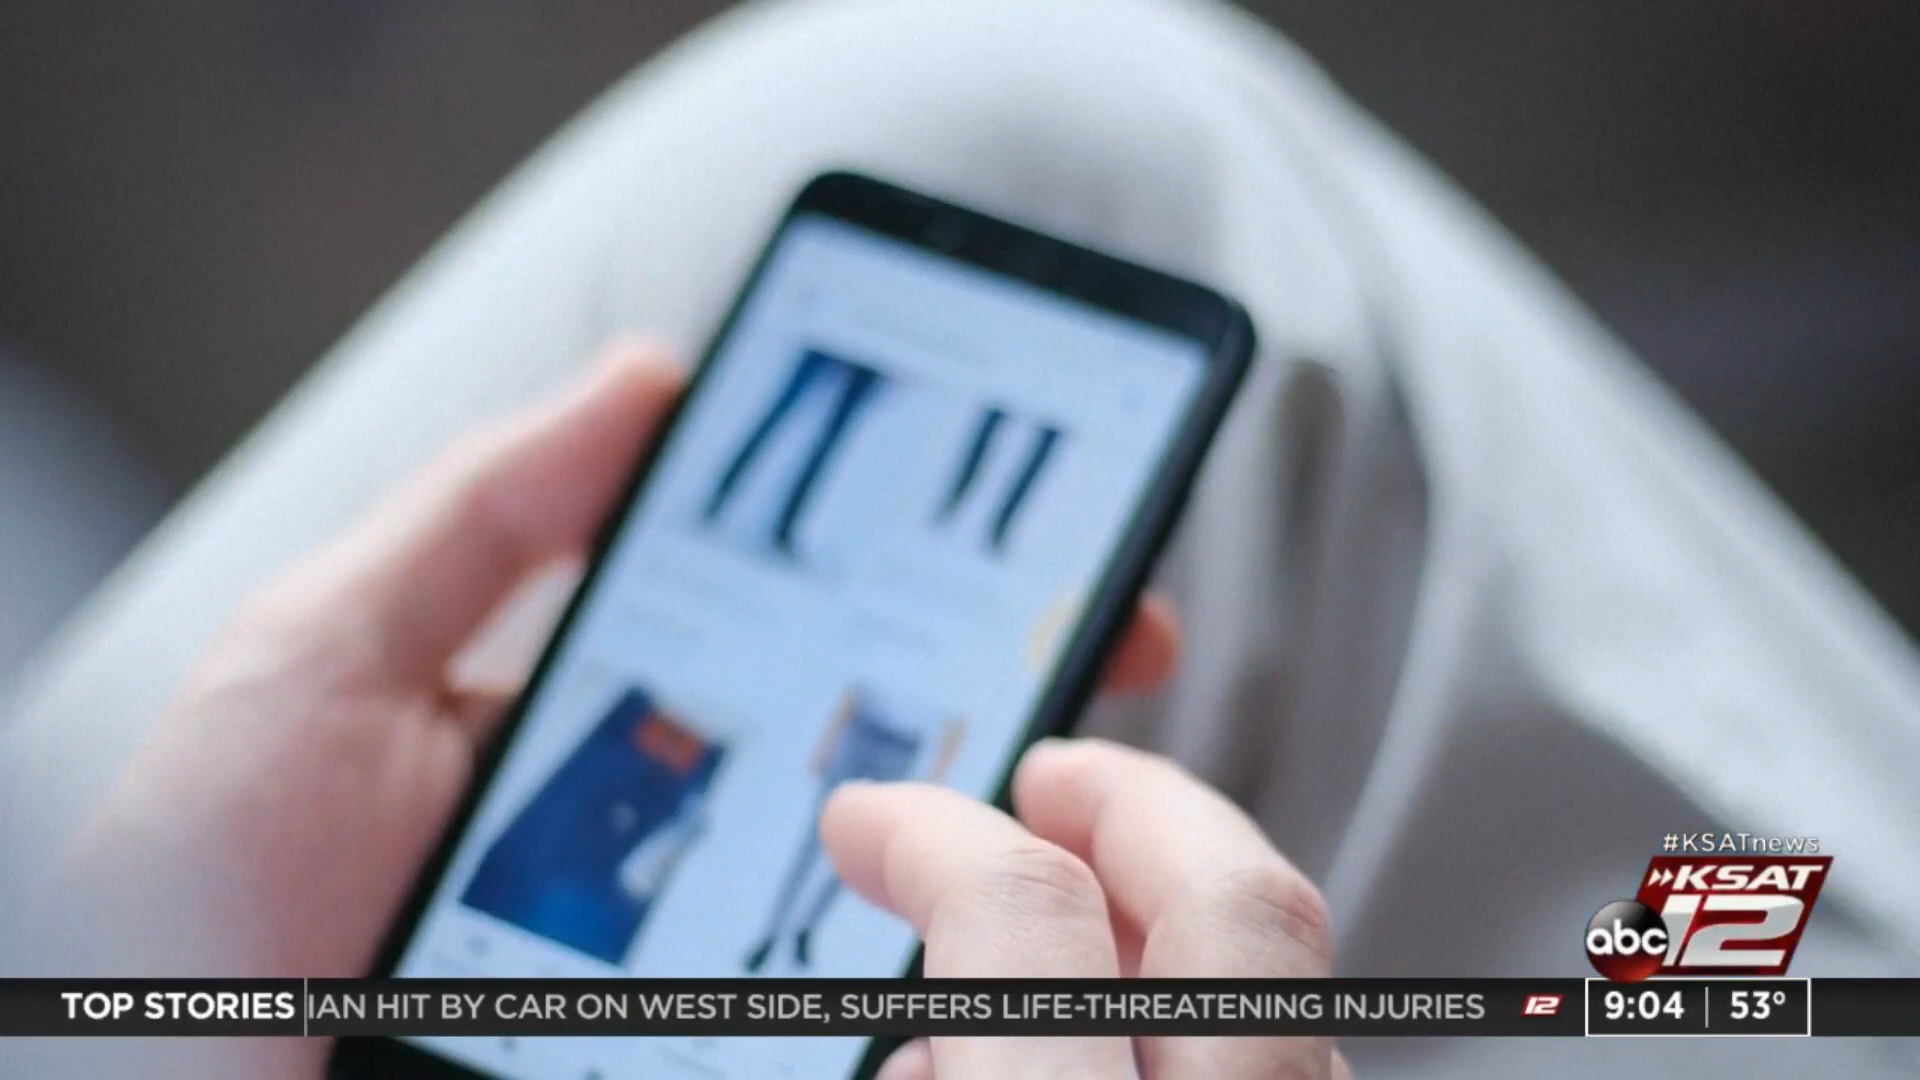 #KSATnews
KSAT
abc 12
TOP STORIES IAN HIT BY CAR ON WEST SIDE, SUFFERS LIFE-THREATENING INJURIES 12 9:04 53°